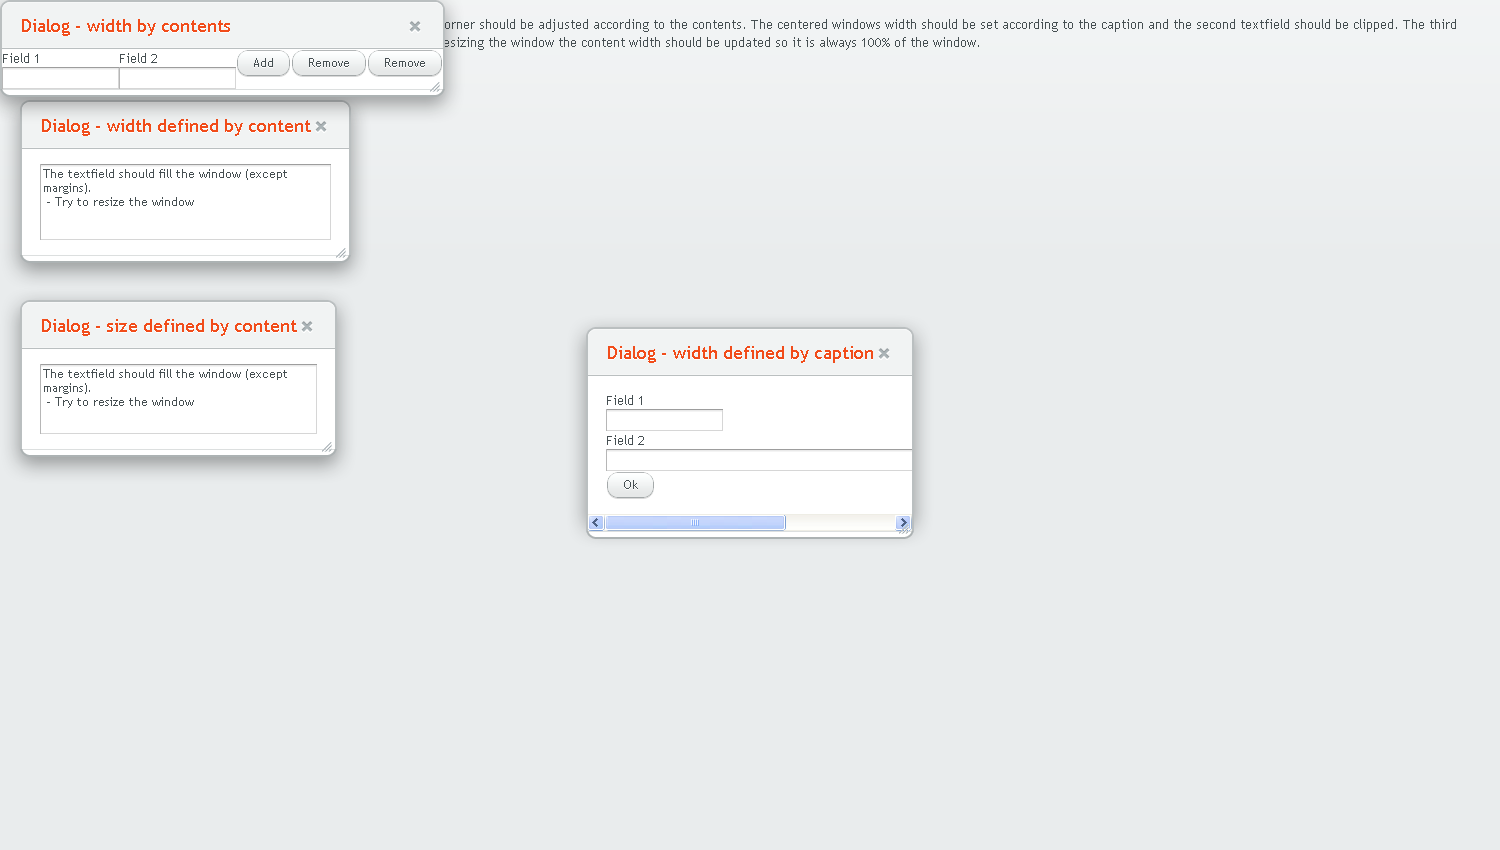 Dialog - width by contents
orner should be adjusted according to the contents. The centered windows width should be set according to the caption and the second textfield should be clipped. The third
esizing the window the content width should be updated so it is always 100% of the window.
Field 1 Field 2 Add Remove Remove
Dialog - width defined by content
The textfield should fill the window (except
margins).
- Try to resize the window
Dialog - size defined by content
The textfield should fill the window (except
margins).
- Try to resize the window
Dialog - width defined by caption
Field 1
Field 2
Ok